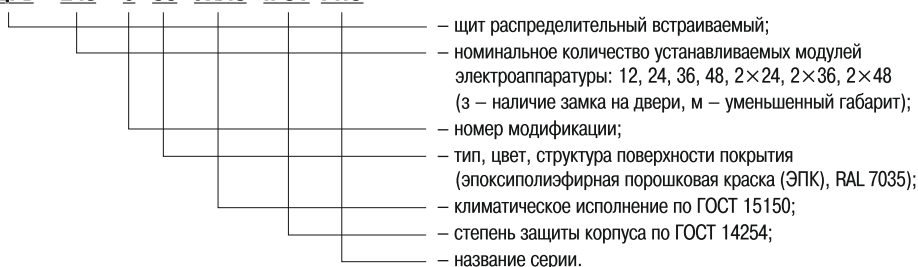 – щит распределительный встраиваемый;
– номинальное количество устанавливаемых модулей
электроаппаратуры: 12, 24, 36, 48, 2×24, 2×36, 2×48
(з – наличие замка на двери, м – уменьшенный габарит);
– номер модификации;
– тип, цвет, структура поверхности покрытия
(эпоксиполиэфирная порошковая краска (ЭПК), RAL 7035);
– климатическое исполнение по ГОСТ 15150;
– степень защиты корпуса по ГОСТ 14254;
– название серии.